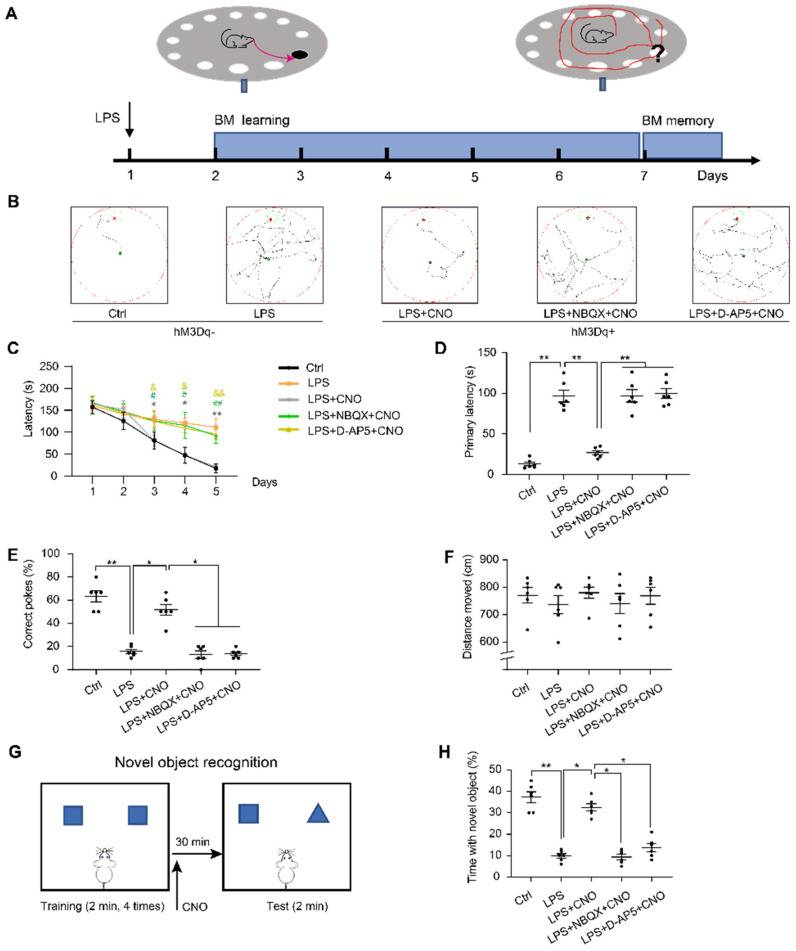 A
?
LPS
BM learning
BM memory
1 2 3 4 5 6 7 Days
B
Ctrl LPS LPS+CNO LPS+NBQX+CNO LPS+D-AP5+CNO
hM3Dq- hM3Dq+
C
Latency (s)
250
200
150
100
50
0
& & &&
# # ##
* * **
1 2 3 4 5 Days
Ctrl
LPS
LPS+CNO
LPS+NBQX+CNO
LPS+D-AP5+CNO
D
Primary latency (s)
150
100
50
0
** ** **
Ctrl
LPS
LPS+CNO
LPS+NBQX+CNO
LPS+D-AP5+CNO
E
Correct pokes (%)
100
80
60
40
20
0
** * *
Ctrl
LPS
LPS+CNO
LPS+NBQX+CNO
LPS+D-AP5+CNO
F
Distance moved (cm)
900
800
700
600
Ctrl
LPS
LPS+CNO
LPS+NBQX+CNO
LPS+D-AP5+CNO
G
Novel object recognition
30 min
CNO
Training (2 min, 4 times)
Test (2 min)
H
Time with novel object (%)
50
40
30
20
10
0
** * * *
Ctrl
LPS
LPS+CNO
LPS+NBQX+CNO
LPS+D-AP5+CNO